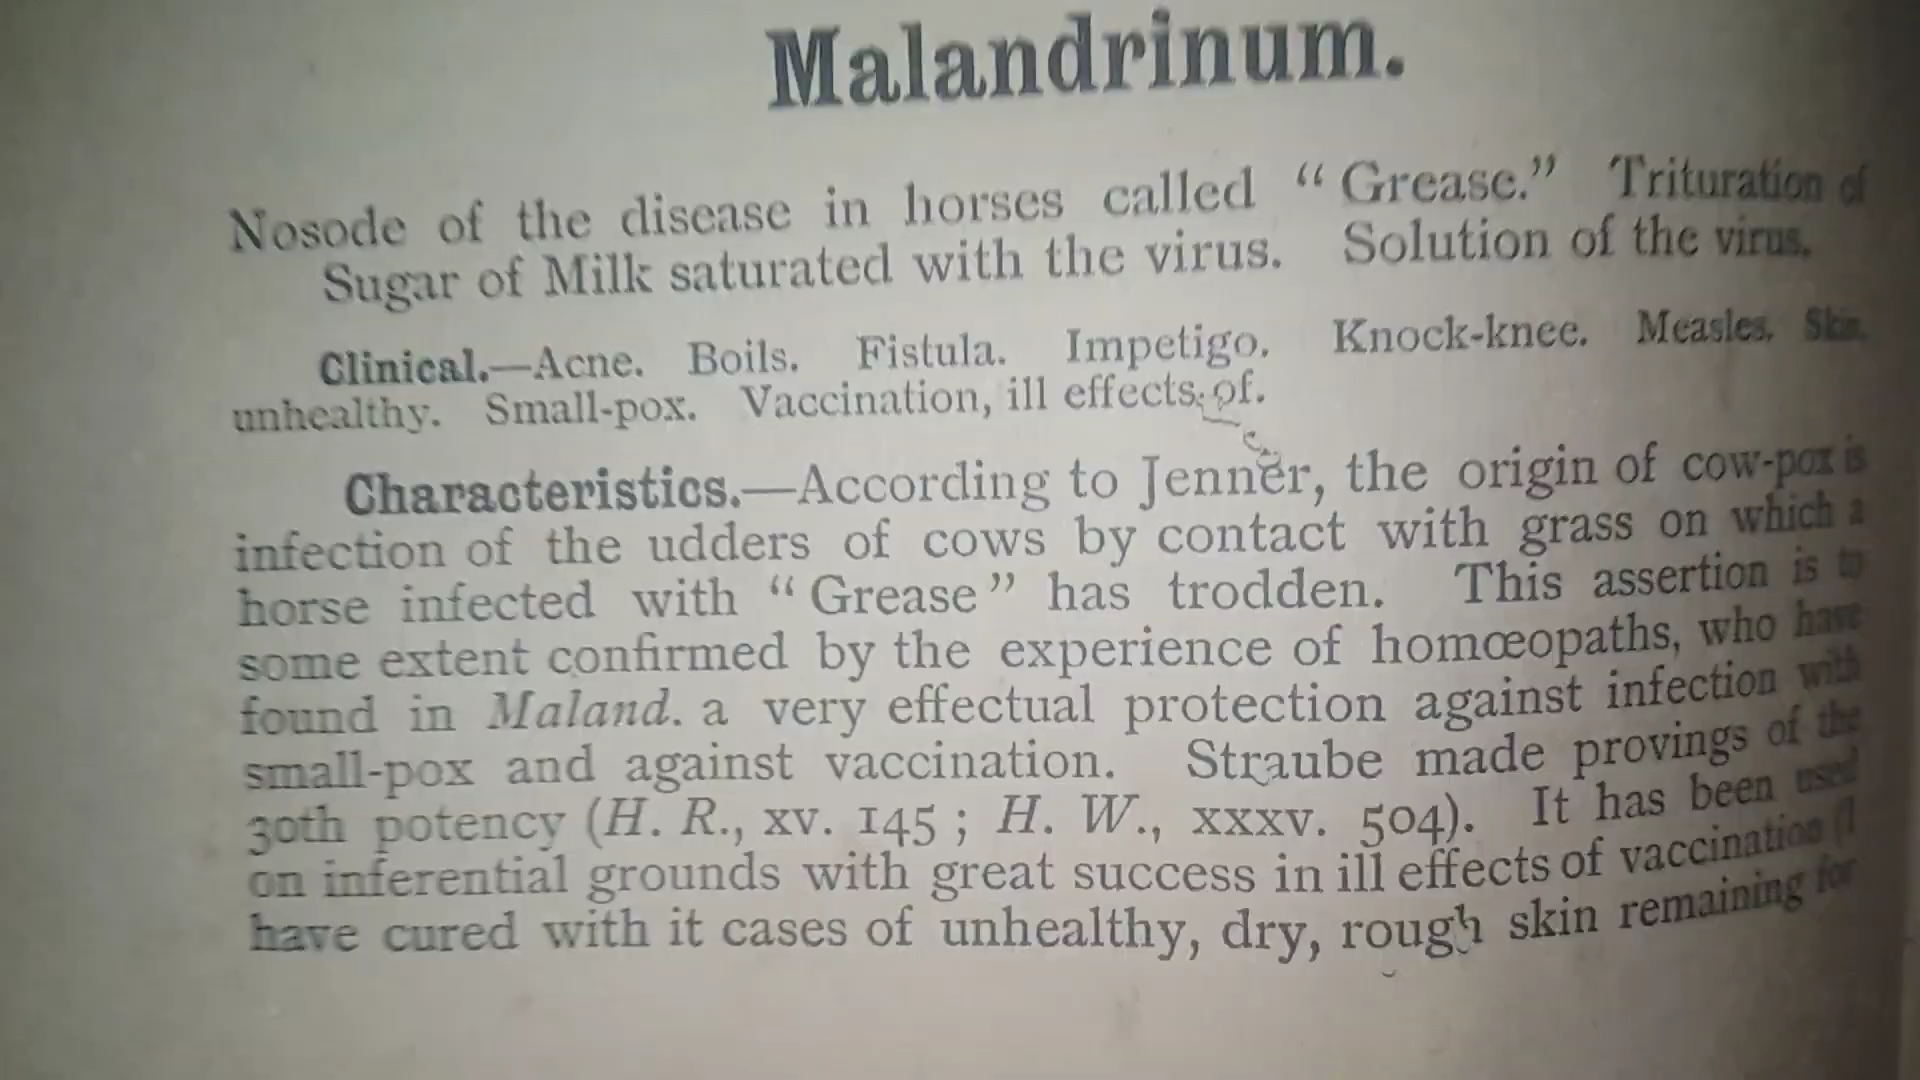 Malandrinum.
Nosode of the disease in horses called “Grease.” Trituration of
Sugar of Milk saturated with the virus. Solution of the virus.
Clinical.—Acne. Boils. Fistula. Impetigo. Knock-knee. Measles. Skin,
unhealthy. Small-pox. Vaccination, ill effects of.
Characteristics.—According to Jenner, the origin of cow-pox is
infection of the udders of cows by contact with grass on which a
horse infected with “Grease” has trodden. This assertion is to
some extent confirmed by the experience of homœopaths, who have
found in Maland. a very effectual protection against infection with
small-pox and against vaccination. Straube made provings of the
30th potency (H. R., xv. 145 ; H. W., xxxv. 504). It has been used
on inferential grounds with great success in ill effects of vaccination (I
have cured with it cases of unhealthy, dry, rough skin remaining for